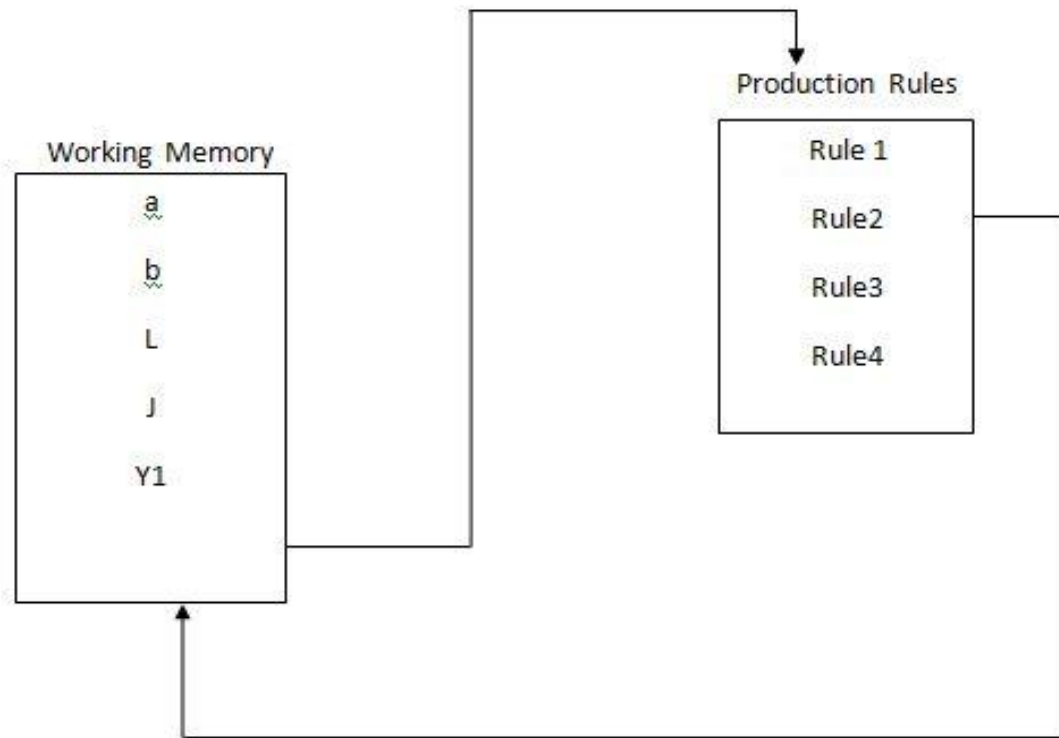 Working Memory
a
b
L
J
Y1
Production Rules
Rule 1
Rule2
Rule3
Rule4